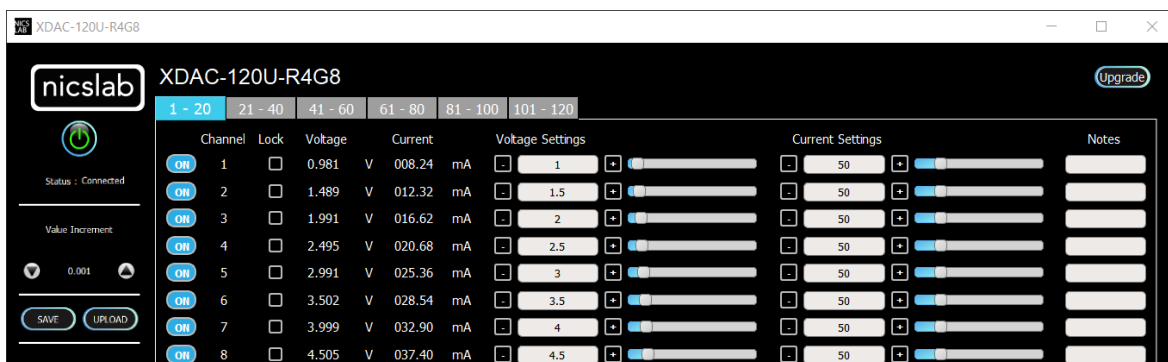 NICS LAB XDAC-120U-R4G8
nicslab XDAC-120U-R4G8 Upgrade
1 - 20 21 - 40 41 - 60 61 - 80 81 - 100 101 - 120
Channel Lock Voltage Current Voltage Settings Current Settings Notes
ON 1 0.981 V 008.24 mA - 1 + - 50 +
Status : Connected
ON 2 1.489 V 012.32 mA - 1.5 + - 50 +
ON 3 1.991 V 016.62 mA - 2 + - 50 +
Value Increment
ON 4 2.495 V 020.68 mA - 2.5 + - 50 +
0.001 ON 5 2.991 V 025.36 mA - 3 + - 50 +
ON 6 3.502 V 028.54 mA - 3.5 + - 50 +
SAVE UPLOAD
ON 7 3.999 V 032.90 mA - 4 + - 50 +
ON 8 4.505 V 037.40 mA - 4.5 + - 50 +